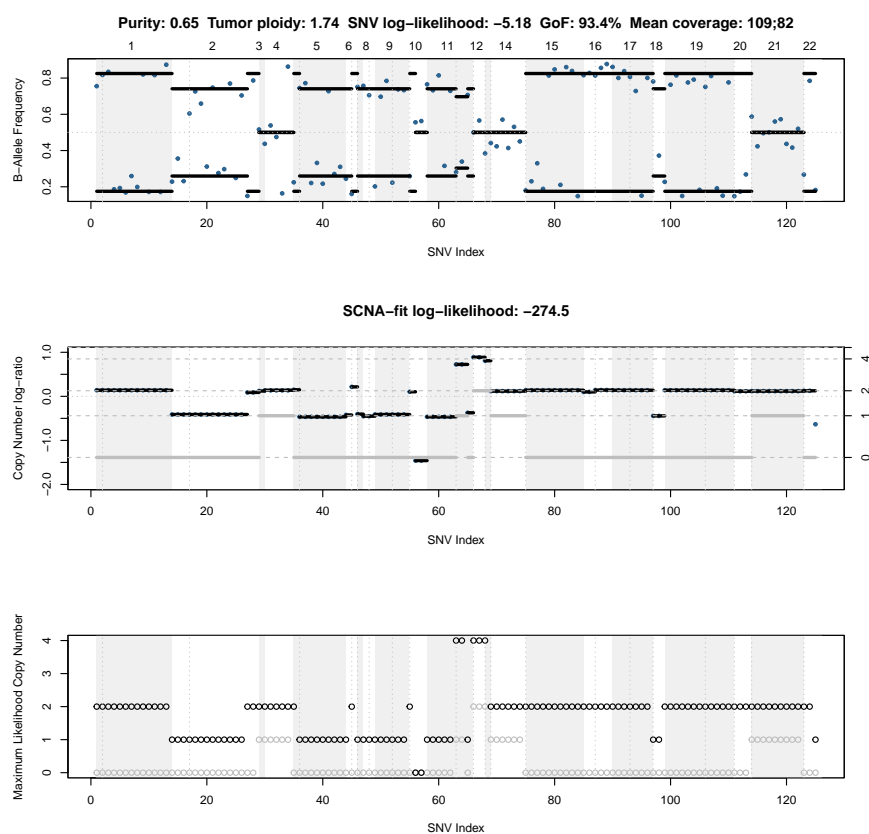 Purity: 0.65 Tumor ploidy: 1.74 SNV log−likelihood: −5.18 GoF: 93.4% Mean coverage: 109;82
1 2 3 4 5 6 8 9 10 11 12 14 15 16 17 18 19 20 21 22
B−Allele Frequency
0.8
0.6
0.4
0.2
0 20 40 60 80 100 120
SNV Index
SCNA−fit log−likelihood: −274.5
Copy Number log−ratio
1.0
0.0
−1.0
−2.0
4
2
1
0
0 20 40 60 80 100 120
SNV Index
Maximum Likelihood Copy Number
4
3
2
1
0
0 20 40 60 80 100 120
SNV Index